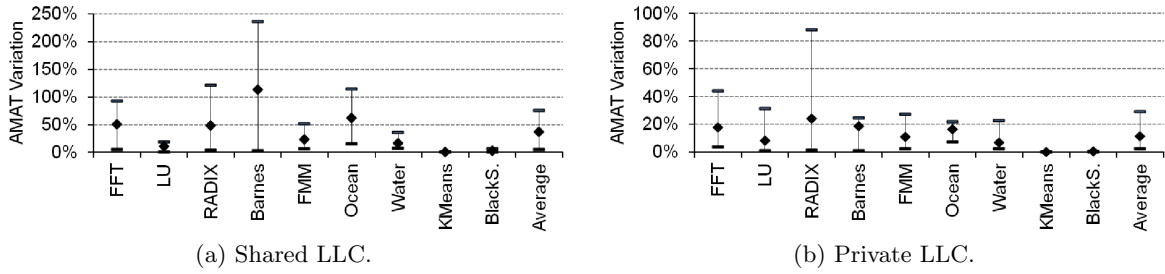 AMAT Variation
250%
200%
150%
100%
50%
0%
FFT
LU
RADIX
Barnes
FMM
Ocean
Water
KMeans
BlackS.
Average
(a) Shared LLC.
AMAT Variation
100%
80%
60%
40%
20%
0%
FFT
LU
RADIX
Barnes
FMM
Ocean
Water
KMeans
BlackS.
Average
(b) Private LLC.